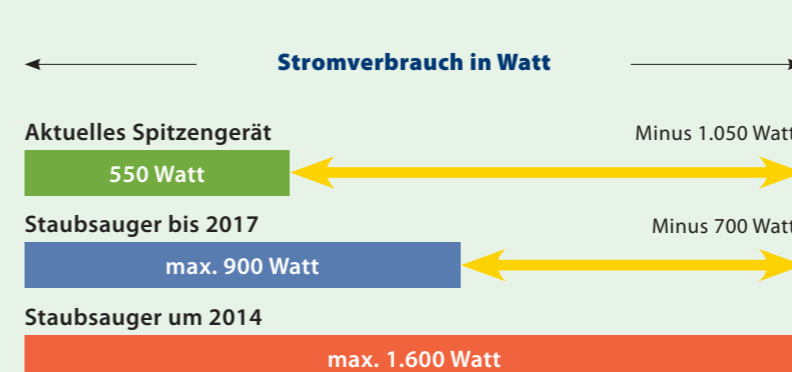 Stromverbrauch in Watt
Aktuelles Spitzengerät
Minus 1.050 Watt
550 Watt
Staubsauger bis 2017
Minus 700 Watt
max. 900 Watt
Staubsauger um 2014
max. 1.600 Watt